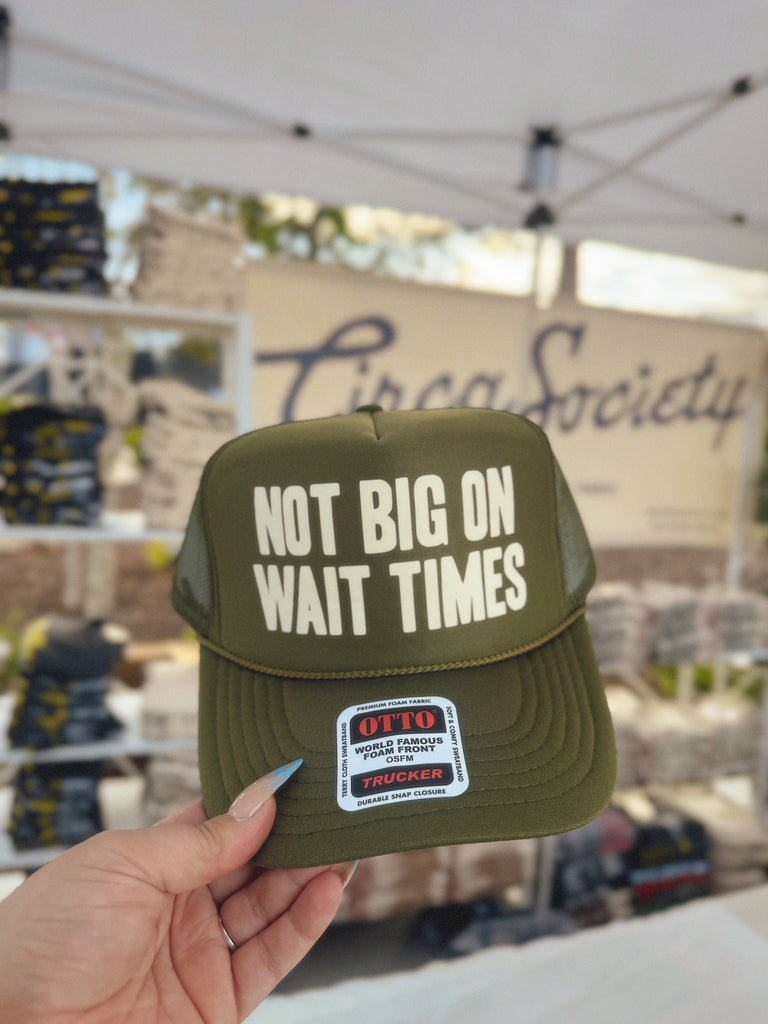 Circa Society
NOT BIG ON
WAIT TIMES
PREMIUM FOAM FABRIC
TERRY CLOTH SWEATBAND
OTTO
WORLD FAMOUS
FOAM FRONT
OSFM
TRUCKER
SOFT & COMFY SWEATBAND
DURABLE SNAP CLOSURE